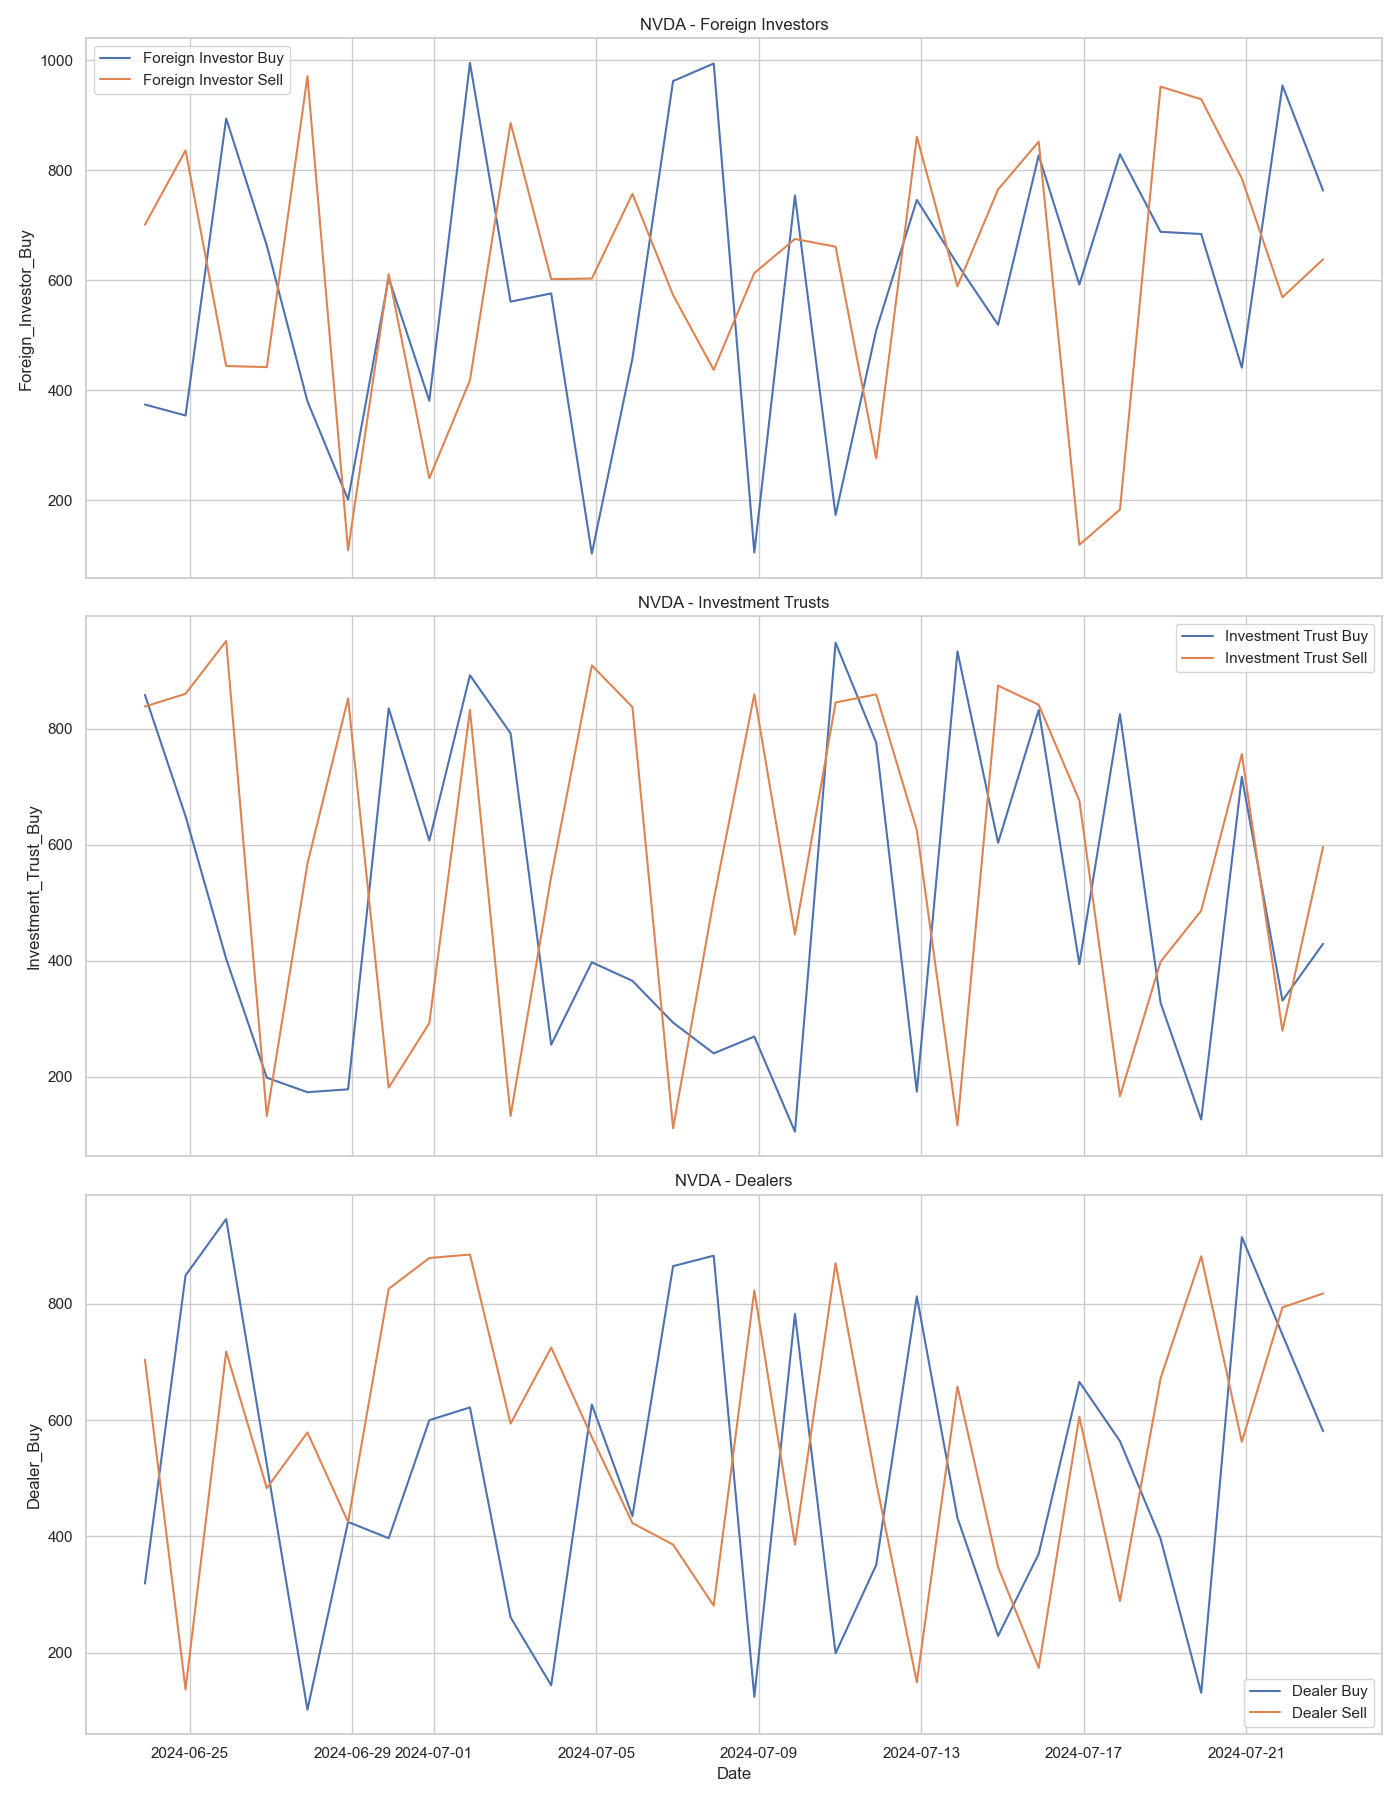 NVDA - Foreign Investors
Foreign Investor Buy
Foreign Investor Sell
1000
800
600
400
200
Foreign_Investor_Buy
NVDA - Investment Trusts
Investment Trust Buy
Investment Trust Sell
800
600
400
200
Investment_Trust_Buy
NVDA - Dealers
800
600
400
200
Dealer_Buy
Dealer Buy
Dealer Sell
2024-06-25 2024-06-29 2024-07-01 2024-07-05 2024-07-09 2024-07-13 2024-07-17 2024-07-21
Date